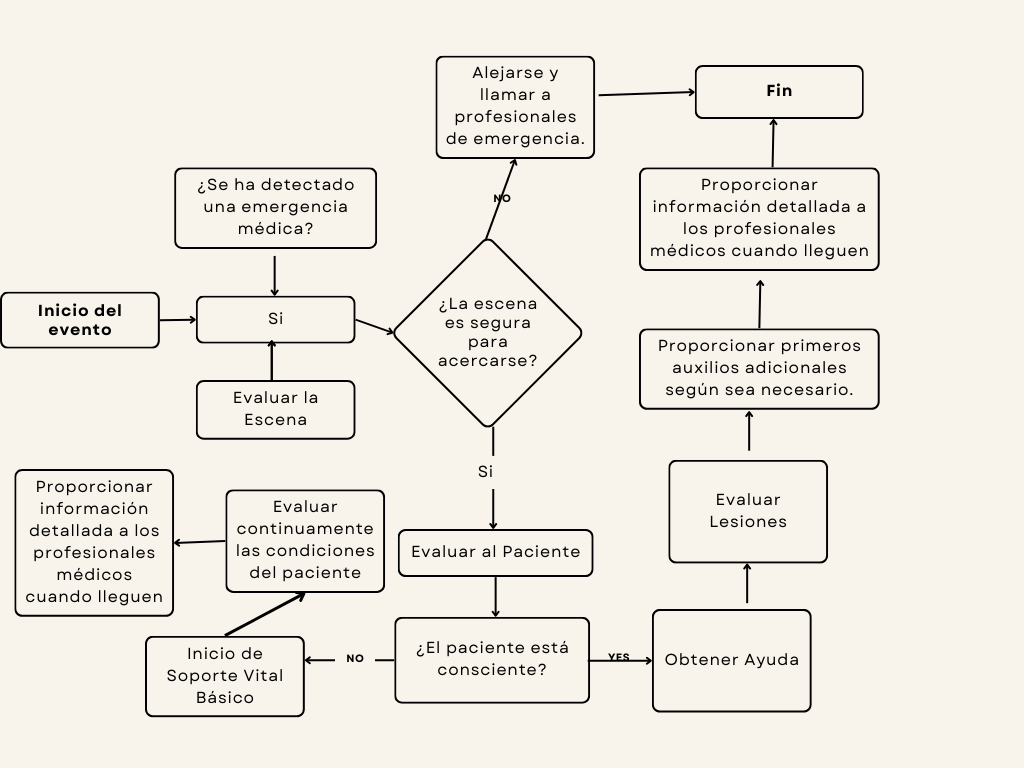 Alejarse y
llamar a
profesionales
de emergencia.
Fin
¿Se ha detectado
una emergencia
médica?
NO
Proporcionar
información detallada a
los profesionales
médicos cuando lleguen
Inicio del
evento
Si
¿La escena
es segura
para
acercarse?
Proporcionar primeros
auxilios adicionales
según sea necesario.
Evaluar la
Escena
Si
Proporcionar
información
detallada a los
profesionales
médicos
cuando lleguen
Evaluar
continuamente
las condiciones
del paciente
Evaluar al Paciente
Evaluar
Lesiones
Inicio de
Soporte Vital
Básico
NO
¿El paciente está
consciente?
YES
Obtener Ayuda